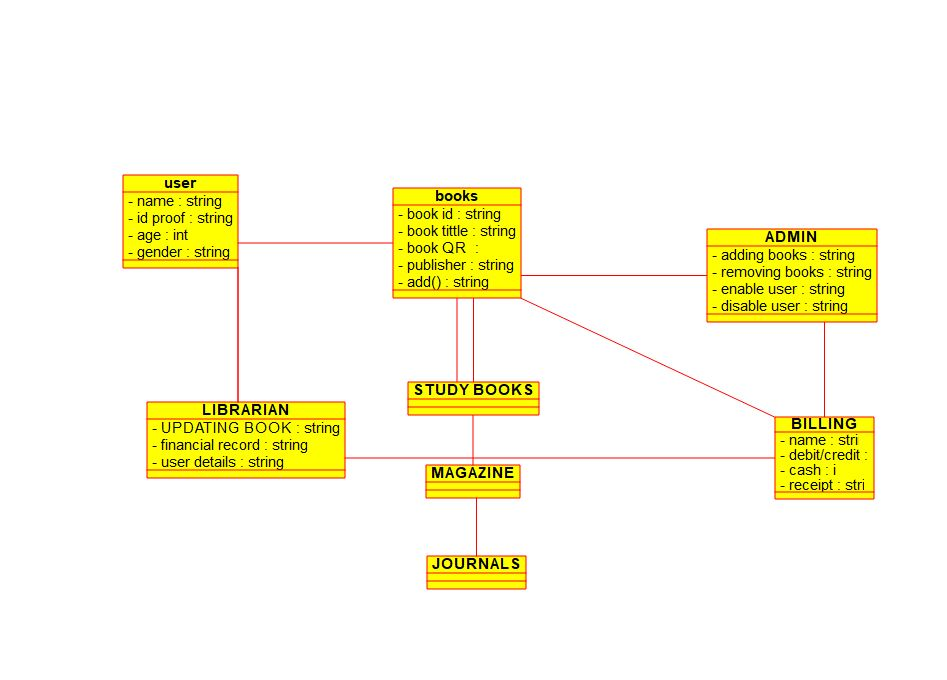 user
- name : string
- id proof : string
- age : int
- gender : string
books
- book id : string
- book tittle : string
- book QR :
- publisher : string
- add() : string
ADMIN
- adding books : string
- removing books : string
- enable user : string
- disable user : string
STUDY BOOKS
LIBRARIAN
- UPDATING BOOK : string
- financial record : string
- user details : string
BILLING
- name : stri
- debit/credit :
- cash : i
- receipt : stri
MAGAZINE
JOURNALS